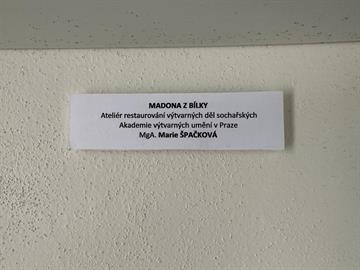 MADONA Z BÍLKY
Ateliér restaurování výtvarných děl sochařských
Akademie výtvarných umění v Praze
MgA. Marie ŠPAČKOVÁ